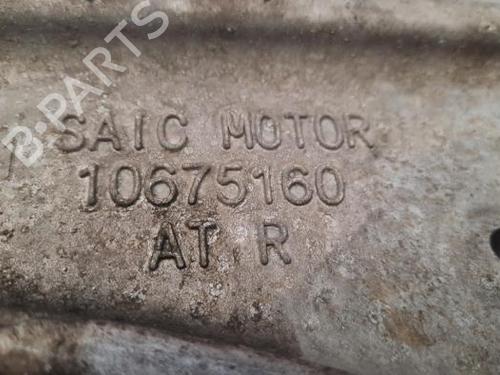 B-PARTS
SAIC MOTOR
10675160
AT R